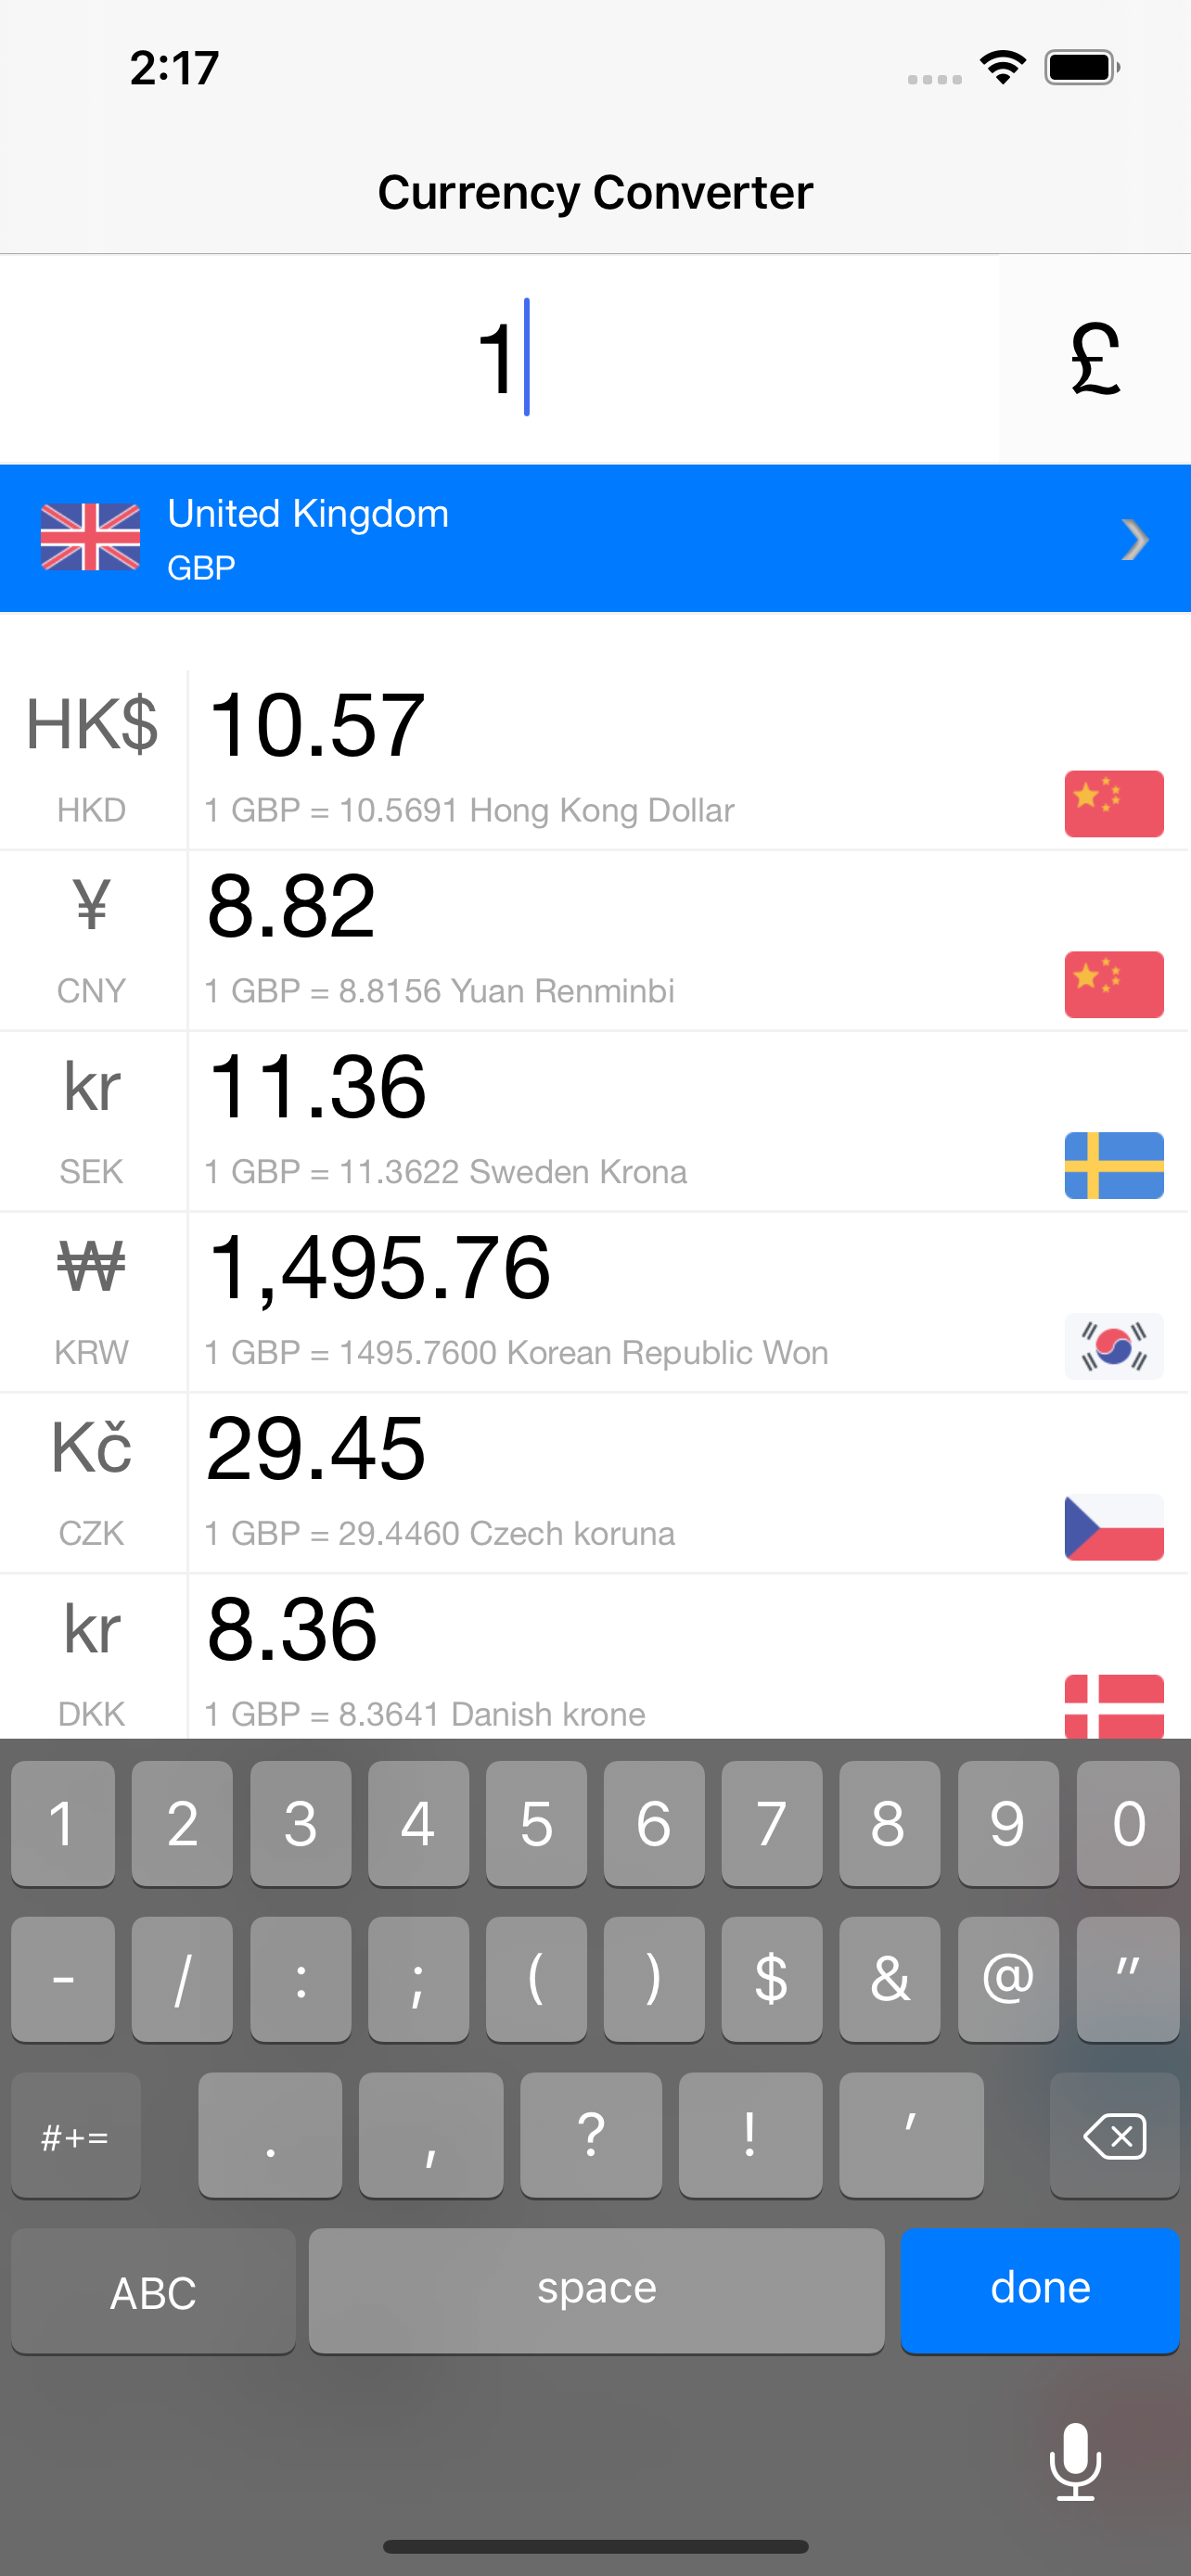 2:17
Currency Converter
1 £
United Kingdom
GBP
HK$ 10.57
HKD 1 GBP = 10.5691 Hong Kong Dollar
¥ 8.82
CNY 1 GBP = 8.8156 Yuan Renminbi
kr 11.36
SEK 1 GBP = 11.3622 Sweden Krona
₩ 1,495.76
KRW 1 GBP = 1495.7600 Korean Republic Won
Kč 29.45
CZK 1 GBP = 29.4460 Czech koruna
kr 8.36
DKK 1 GBP = 8.3641 Danish krone
1 2 3 4 5 6 7 8 9 0
- / : ; ( ) $ & @ "
#+= . , ? ! '
ABC space done